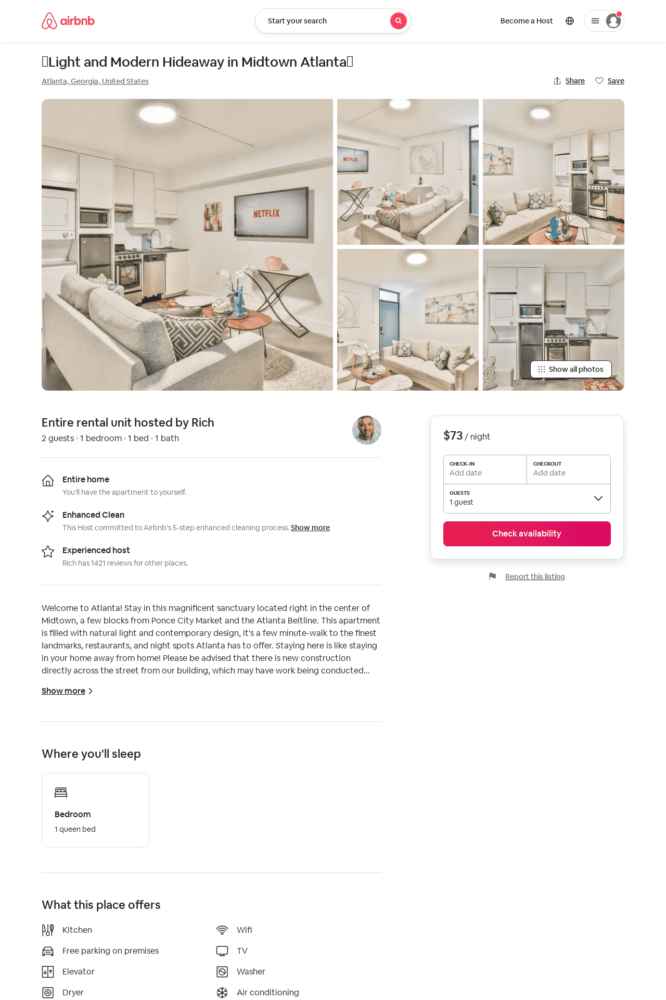 airbnb
Start your search
Become a Host
Light and Modern Hideaway in Midtown Atlanta
Atlanta, Georgia, United States
Share
Save
NETFLIX
NETFLIX
Show all photos
Entire rental unit hosted by Rich
2 guests · 1 bedroom · 1 bed · 1 bath
$73 / night
CHECK-IN
Add date
CHECKOUT
Add date
GUESTS
1 guest
Check availability
Report this listing
Entire home
You’ll have the apartment to yourself.
Enhanced Clean
This Host committed to Airbnb's 5-step enhanced cleaning process. Show more
Experienced host
Rich has 1421 reviews for other places.
Welcome to Atlanta! Stay in this magnificent sanctuary located right in the center of
Midtown, a few blocks from Ponce City Market and the Atlanta Beltline. This apartment
is filled with natural light and contemporary design, it's a few minute-walk to the finest
landmarks, restaurants, and night spots Atlanta has to offer. Staying here is like staying
in your home away from home! Please be advised that there is new construction
directly across the street from our building, which may have work being conducted…
Show more
Where you'll sleep
Bedroom
1 queen bed
What this place offers
Kitchen
Wifi
Free parking on premises
TV
Elevator
Washer
Dryer
Air conditioning